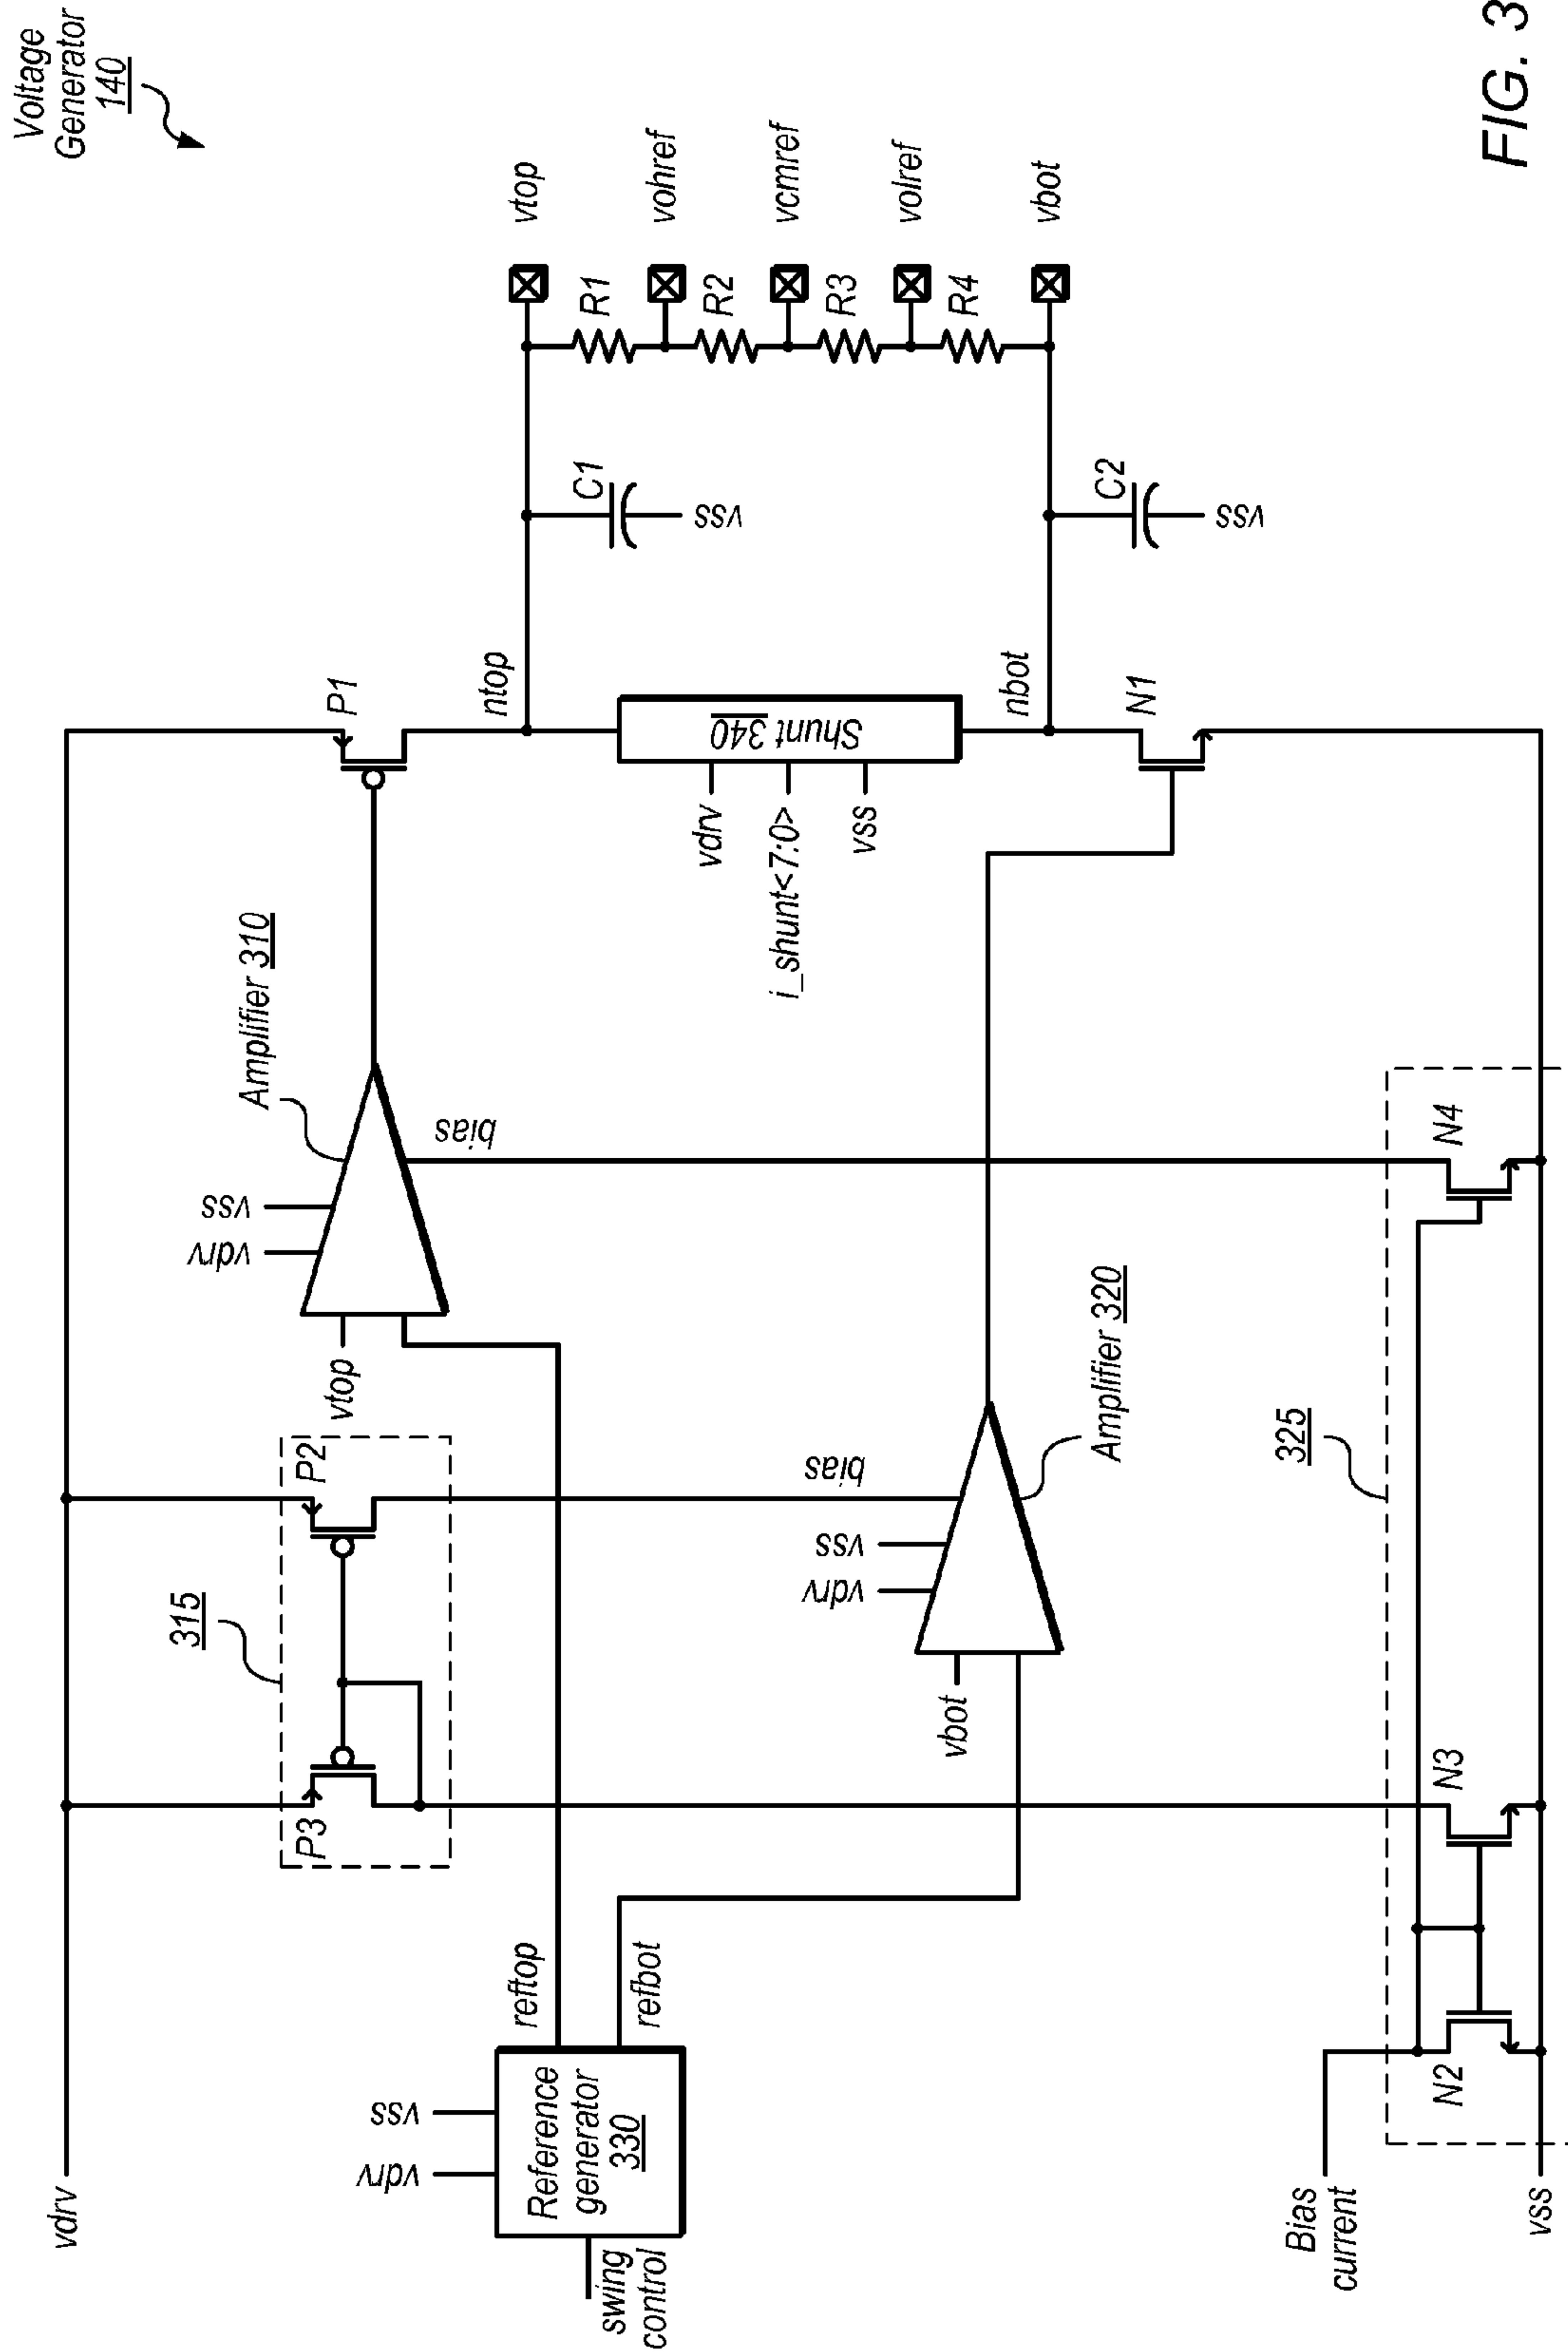 Voltage
Generator
140
vdrv
P1
Amplifier 310
vss
vdrv
vtop
bias
315
P3
P2
ntop
vtop
C1
vss
R1
vohref
R2
vcmref
R3
volref
R4
vbot
Shunt 340
vdrv
i_shunt<7:0>
vss
nbot
C2
vss
N1
reftop
refbot
vss
vdrv
Reference
generator
330
swing
control
bias
vss
vdrv
vbot
Amplifier 320
325
Bias
current
N2
N3
N4
vss
FIG. 3